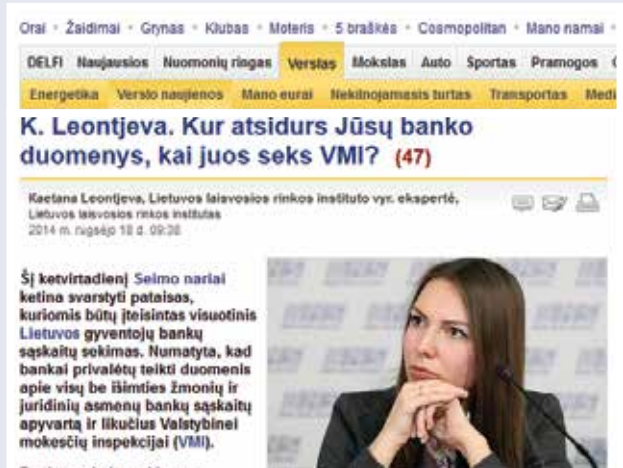 Orai • Žaidimai • Grynas • Klubas • Moteris • 5 braškės • Cosmopolitan • Mano namai
DELFI Naujausios Nuomonių ringas Verslas Mokslas Auto Sportas Pramogos
Energetika Verslo naujienos Mano eurai Nekilnojamasis turtas Transportas Medi
K. Leontjeva. Kur atsidurs Jūsų banko
duomenys, kai juos seks VMI? (47)
Kaetana Leontjeva, Lietuvos laisvosios rinkos instituto vyr. ekspertė,
Lietuvos laisvosios rinkos institutas
2014 m. rugsėjo 18 d. 09:38
Šį ketvirtadienį Seimo nariai
ketina svarstyti pataisas,
kuriomis būtų įteisintas visuotinis
Lietuvos gyventojų bankų
sąskaitų sekimas. Numatyta, kad
bankai privalėtų teikti duomenis
apie visų be išimties žmonių ir
juridinių asmenų bankų sąskaitų
apyvartą ir likučius Valstybinei
mokesčių inspekcijai (VMI).